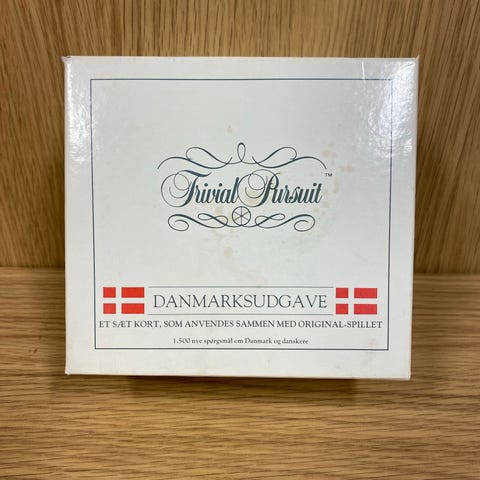 Trivial Pursuit™
DANMARKSUDGAVE
ET SÆT KORT, SOM ANVENDES SAMMEN MED ORIGINAL-SPILLET
1.500 nye spørgsmål om Danmark og danskere